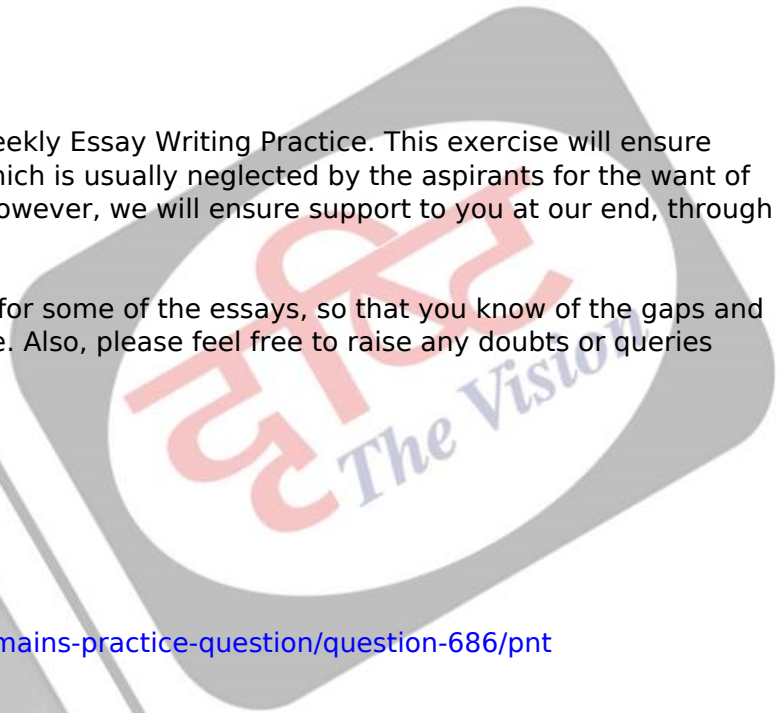 eekly Essay Writing Practice. This exercise will ensure
hich is usually neglected by the aspirants for the want of
owever, we will ensure support to you at our end, through
for some of the essays, so that you know of the gaps and
e. Also, please feel free to raise any doubts or queries
दृष्टि
The Vision
mains-practice-question/question-686/pnt